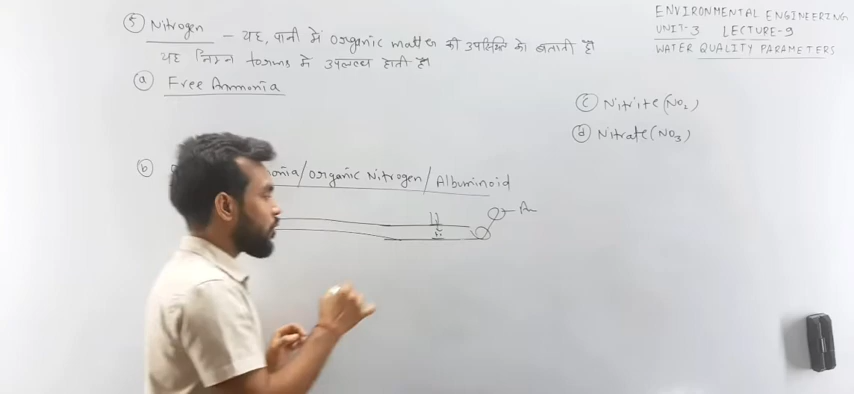 ENVIRONMENTAL ENGINEERING
UNIT-3 LECTURE-9
WATER QUALITY PARAMETERS
⑤ Nitrogen - यह, पानी में organic matter की उपस्थिति को बताती है।
यह निम्न forms में उपलब्ध होती है।
ⓐ Free Ammonia
ⓒ Nitrite (NO2)
ⓓ Nitrate (NO3)
ⓑ onia/organic Nitrogen/Albuminoid